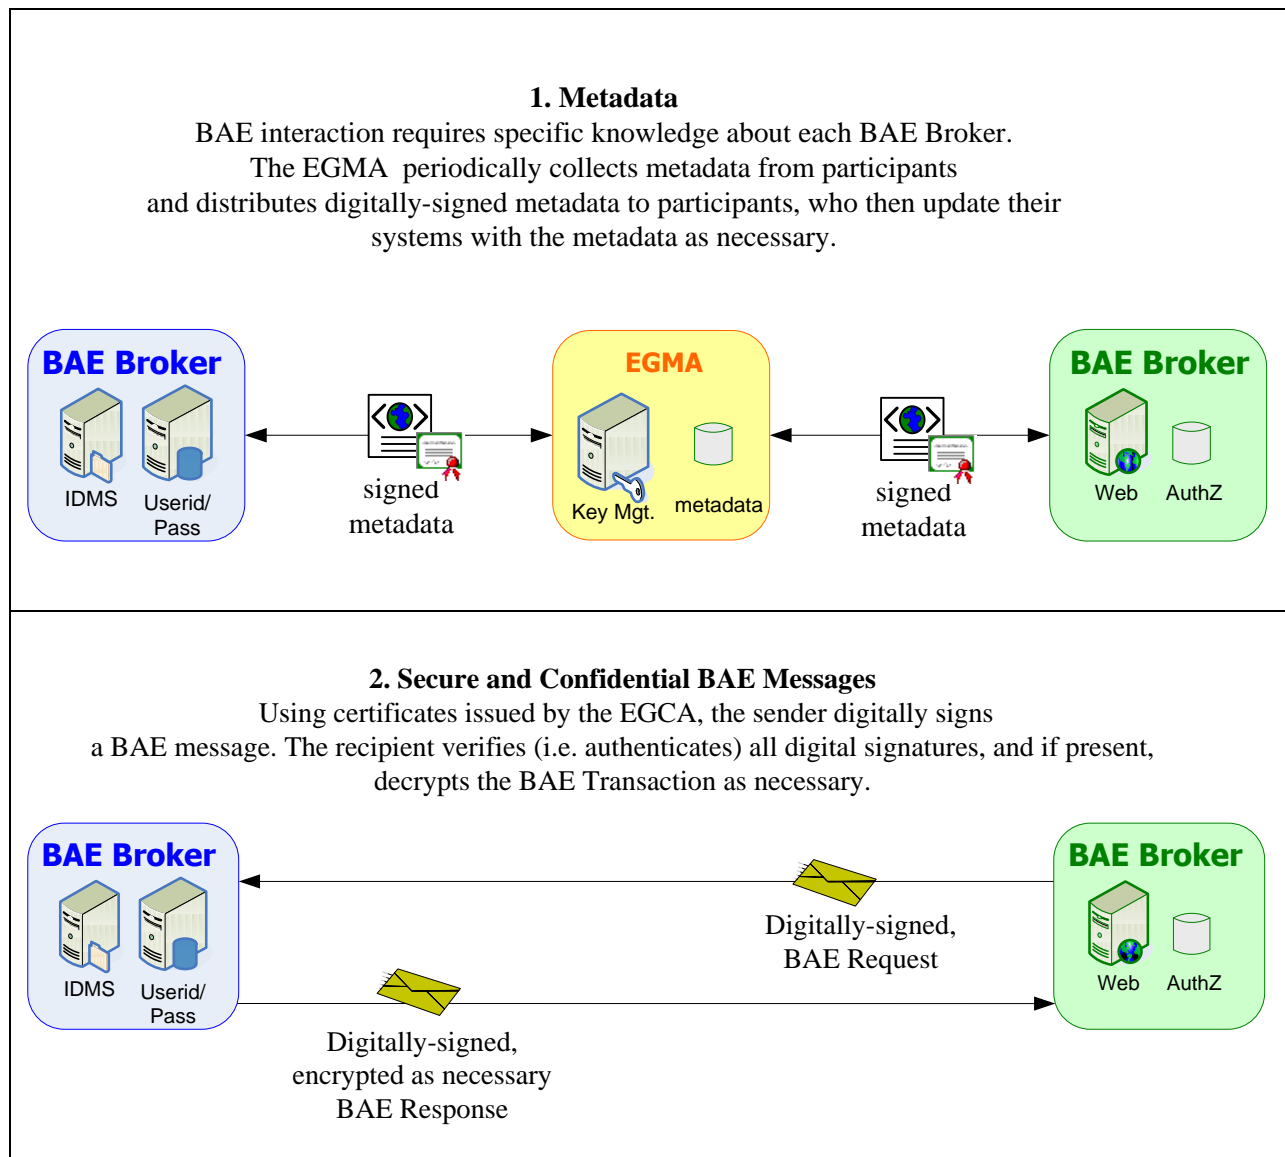 1. Metadata
BAE interaction requires specific knowledge about each BAE Broker.
The EGMA periodically collects metadata from participants
and distributes digitally-signed metadata to participants, who then update their
systems with the metadata as necessary.
BAE Broker
IDMS
Userid/
Pass
signed
metadata
EGMA
Key Mgt.
metadata
signed
metadata
BAE Broker
Web
AuthZ
2. Secure and Confidential BAE Messages
Using certificates issued by the EGCA, the sender digitally signs
a BAE message. The recipient verifies (i.e. authenticates) all digital signatures, and if present,
decrypts the BAE Transaction as necessary.
BAE Broker
IDMS
Userid/
Pass
Digitally-signed,
BAE Request
Digitally-signed,
encrypted as necessary
BAE Response
BAE Broker
Web
AuthZ